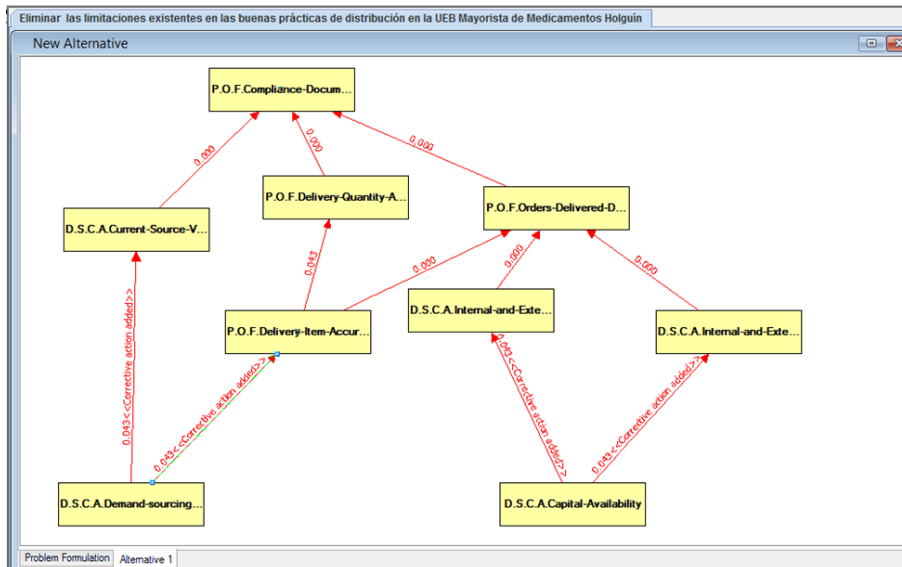 Eliminar las limitaciones existentes en las buenas prácticas de distribución en la UEB Mayorista de Medicamentos Holguín
New Alternative
P.O.F.Compliance-Docum...
0.000
0.000
0.000
P.O.F.Delivery-Quantity-A...
P.O.F.Orders-Delivered-D...
D.S.C.A.Current-Source-V...
0.043
0.000
0.000
0.000
D.S.C.A.Internal-and-Exte...
P.O.F.Delivery-Item-Accur...
D.S.C.A.Internal-and-Exte...
0.043<<Corrective action added>>
0.043<<Corrective action added>>
0.043<<Corrective action added>>
0.043<<Corrective action added>>
D.S.C.A.Demand-sourcing...
D.S.C.A.Capital-Availability
Problem Formulation
Alternative 1